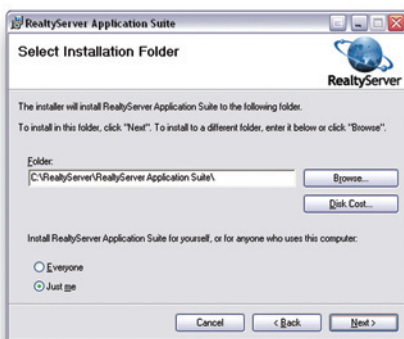 RealtyServer Application Suite
Select Installation Folder
RealtyServer
The installer will install RealtyServer Application Suite to the following folder.
To install in this folder, click "Next". To install to a different folder, enter it below or click "Browse".
Folder:
C:\RealtyServer\RealtyServer Application Suite\
Browse...
Disk Cost...
Install RealtyServer Application Suite for yourself, or for anyone who uses this computer:
Everyone
Just me
Cancel
< Back
Next >